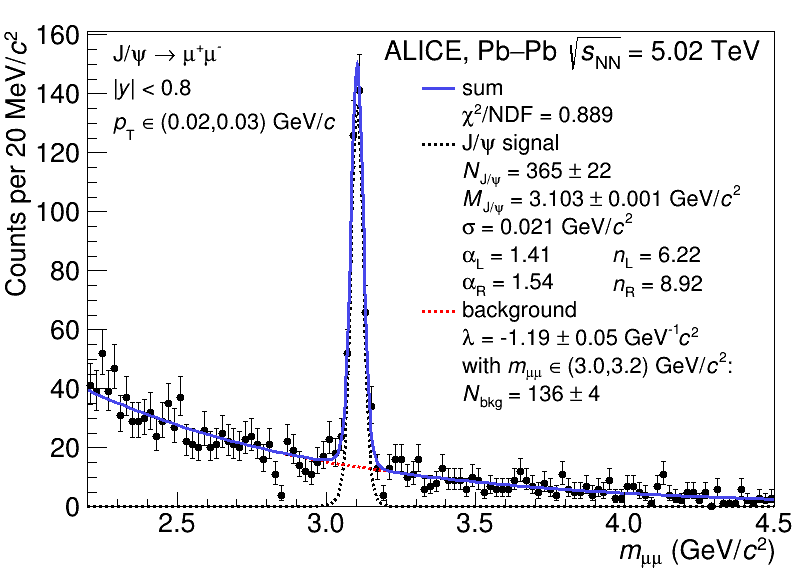 Counts per 20 MeV/c²
160
140
120
100
80
60
40
20
0
J/ψ → μ⁺μ⁻
|y| < 0.8
p_T ∈ (0.02,0.03) GeV/c
ALICE, Pb–Pb √s_NN = 5.02 TeV
sum
χ²/NDF = 0.889
J/ψ signal
N_J/ψ = 365 ± 22
M_J/ψ = 3.103 ± 0.001 GeV/c²
σ = 0.021 GeV/c²
α_L = 1.41 n_L = 6.22
α_R = 1.54 n_R = 8.92
background
λ = -1.19 ± 0.05 GeV⁻¹c²
with m_μμ ∈ (3.0,3.2) GeV/c²:
N_bkg = 136 ± 4
2.5 3.0 3.5 4.0 4.5
m_μμ (GeV/c²)